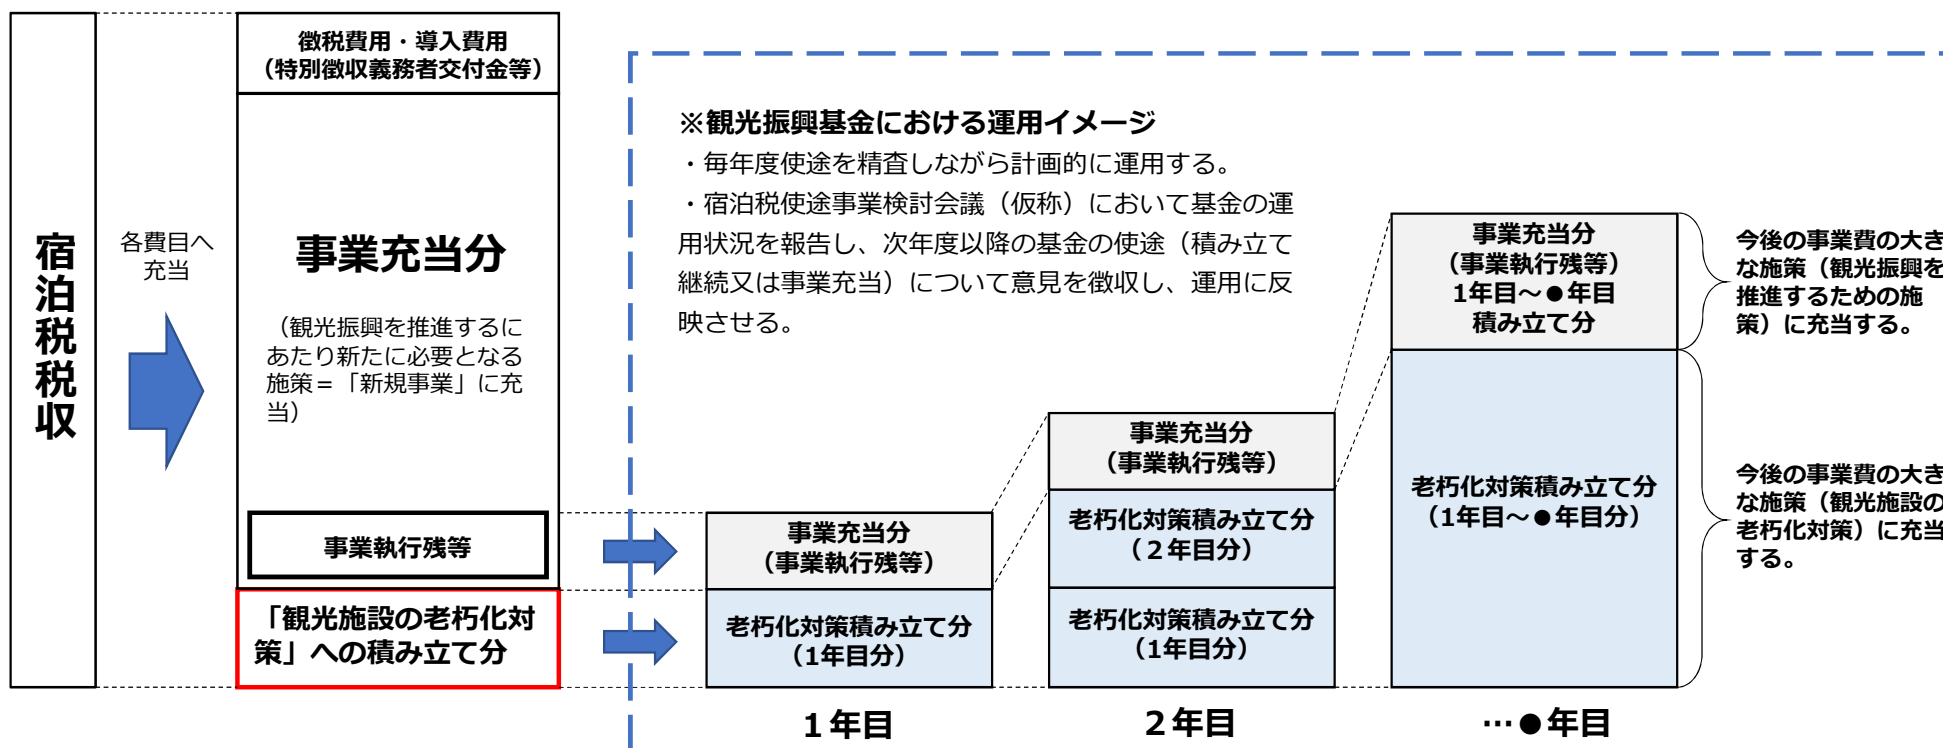 宿泊税税収
各費目へ
充当
徴税費用・導入費用
（特別徴収義務者交付金等）
事業充当分
（観光振興を推進するに
あたり新たに必要となる
施策＝「新規事業」に充
当）
事業執行残等
「観光施設の老朽化対
策」への積み立て分
※観光振興基金における運用イメージ
・毎年度使途を精査しながら計画的に運用する。
・宿泊税使途事業検討会議（仮称）において基金の運
用状況を報告し、次年度以降の基金の使途（積み立て
継続又は事業充当）について意見を徴収し、運用に反
映させる。
事業充当分
（事業執行残等）
老朽化対策積み立て分
（1年目分）
１年目
事業充当分
（事業執行残等）
老朽化対策積み立て分
（２年目分）
老朽化対策積み立て分
（1年目分）
２年目
事業充当分
（事業執行残等）
1年目～●年目
積み立て分
老朽化対策積み立て分
（1年目～●年目分）
…●年目
今後の事業費の大き
な施策（観光振興を
推進するための施
策）に充当する。
今後の事業費の大き
な施策（観光施設の
老朽化対策）に充当
する。